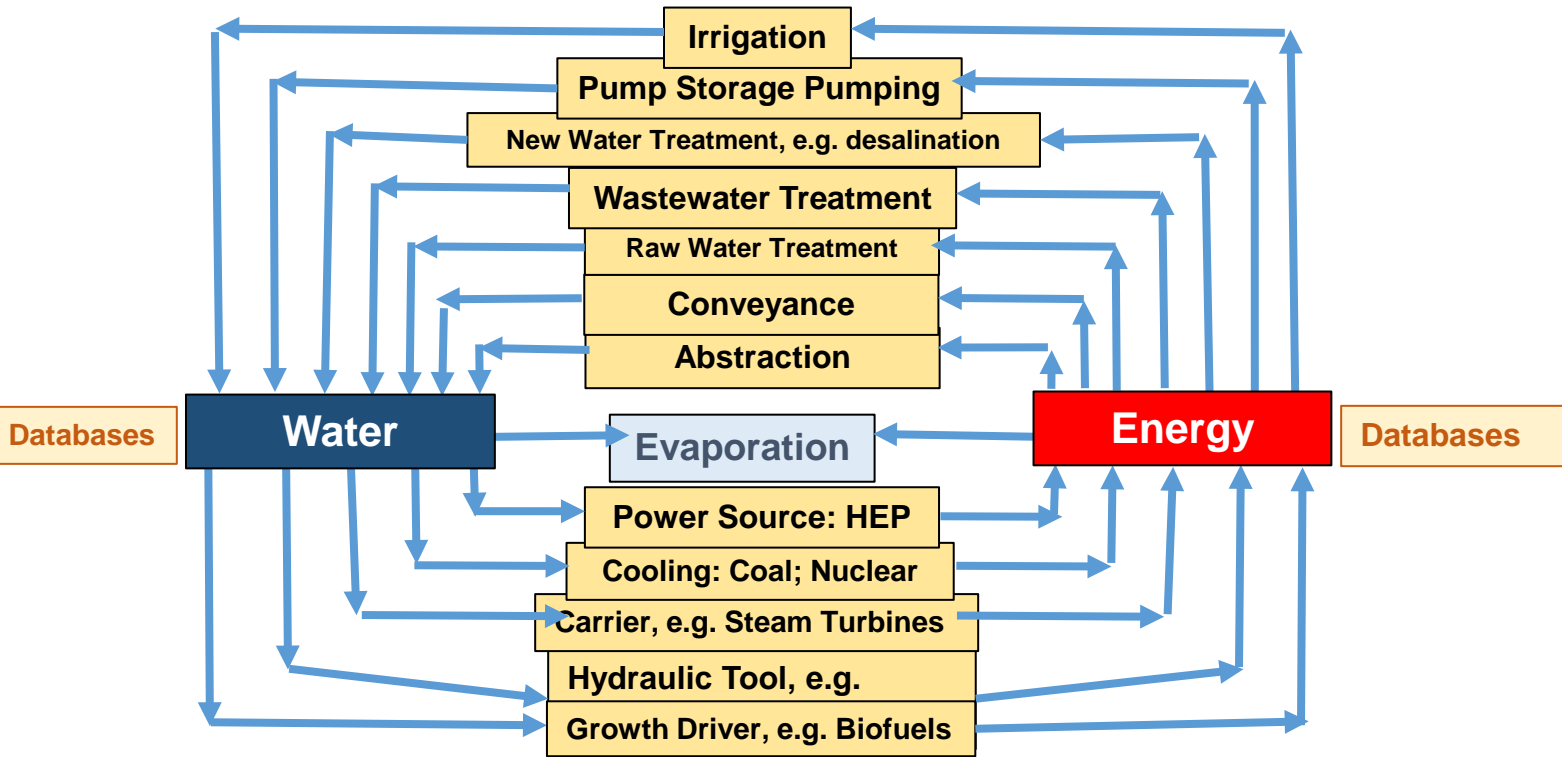 Irrigation
Pump Storage Pumping
New Water Treatment, e.g. desalination
Wastewater Treatment
Raw Water Treatment
Conveyance
Abstraction
Databases
Water
Evaporation
Energy
Databases
Power Source: HEP
Cooling: Coal; Nuclear
Carrier, e.g. Steam Turbines
Hydraulic Tool, e.g.
Growth Driver, e.g. Biofuels